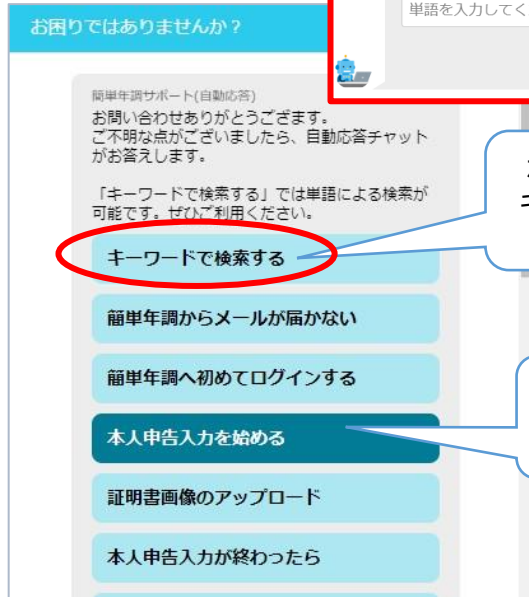 お困りではありませんか？
単語を入力してく
簡単年調サポート(自動応答)
お問い合わせありがとうござます。
ご不明な点がございましたら、自動応答チャット
がお答えします。
「キーワードで検索する」では単語による検索が
可能です。ぜひご利用ください。
キーワードで検索する
簡単年調からメールが届かない
簡単年調へ初めてログインする
本人申告入力を始める
証明書画像のアップロード
本人申告入力が終わったら